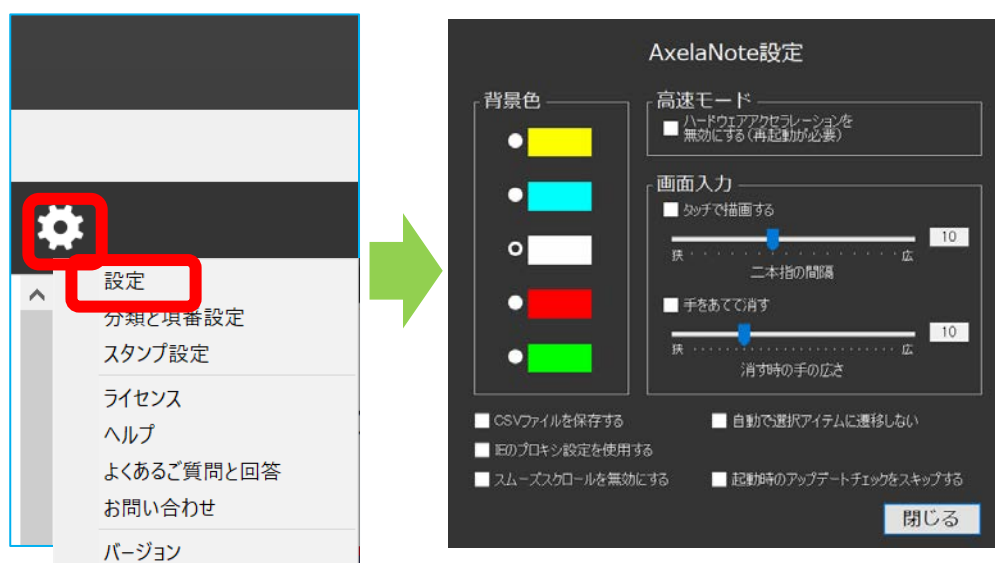 設定
分類と項番設定
スタンプ設定
ライセンス
ヘルプ
よくあるご質問と回答
お問い合わせ
バージョン
AxelaNote設定
背景色
高速モード
ハードウェアアクセラレーションを
無効にする(再起動が必要)
画面入力
タッチで描画する
10
狭 広
二本指の間隔
手をあてて消す
10
狭 広
消す時の手の広さ
CSVファイルを保存する
自動で選択アイテムに遷移しない
IEのプロキシ設定を使用する
スムーズスクロールを無効にする
起動時のアップデートチェックをスキップする
閉じる